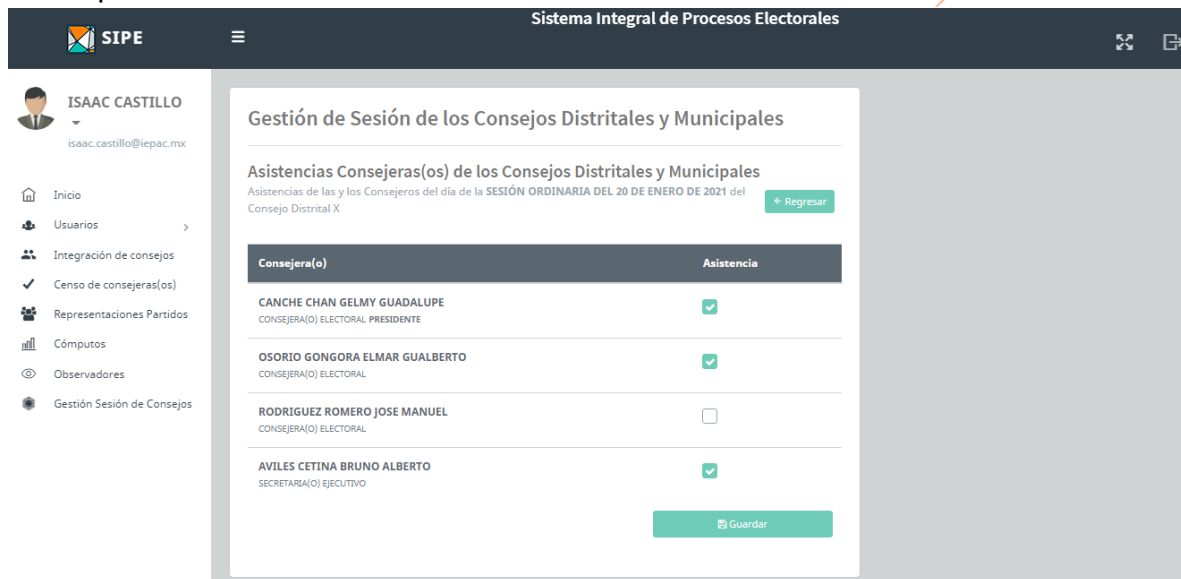 Sistema Integral de Procesos Electorales
SIPE
ISAAC CASTILLO
isaac.castillo@iepac.mx
Inicio
Usuarios
Integración de consejos
Censo de consejeras(os)
Representaciones Partidos
Cómputos
Observadores
Gestión Sesión de Consejos
Gestión de Sesión de los Consejos Distritales y Municipales
Asistencias Consejeras(os) de los Consejos Distritales y Municipales
Asistencias de las y los Consejeros del día de la SESIÓN ORDINARIA DEL 20 DE ENERO DE 2021 del
Consejo Distrital X
Regresar
Consejera(o) Asistencia
CANCHE CHAN GELMY GUADALUPE
CONSEJERA(O) ELECTORAL PRESIDENTE
OSORIO GONGORA ELMAR GUALBERTO
CONSEJERA(O) ELECTORAL
RODRIGUEZ ROMERO JOSE MANUEL
CONSEJERA(O) ELECTORAL
AVILES CETINA BRUNO ALBERTO
SECRETARIA(O) EJECUTIVO
Guardar